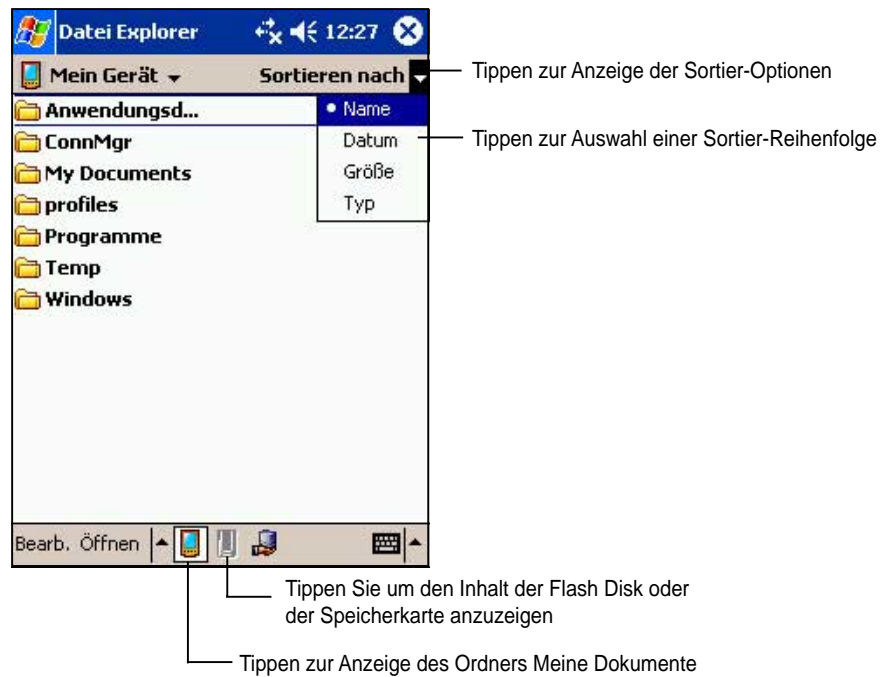 Datei Explorer 12:27
Mein Gerät Sortieren nach
Tippen zur Anzeige der Sortier-Optionen
Anwendungsd...
Name
ConnMgr
Datum
Tippen zur Auswahl einer Sortier-Reihenfolge
My Documents
Größe
profiles
Typ
Programme
Temp
Windows
Bearb. Öffnen
Tippen Sie um den Inhalt der Flash Disk oder
der Speicherkarte anzuzeigen
Tippen zur Anzeige des Ordners Meine Dokumente